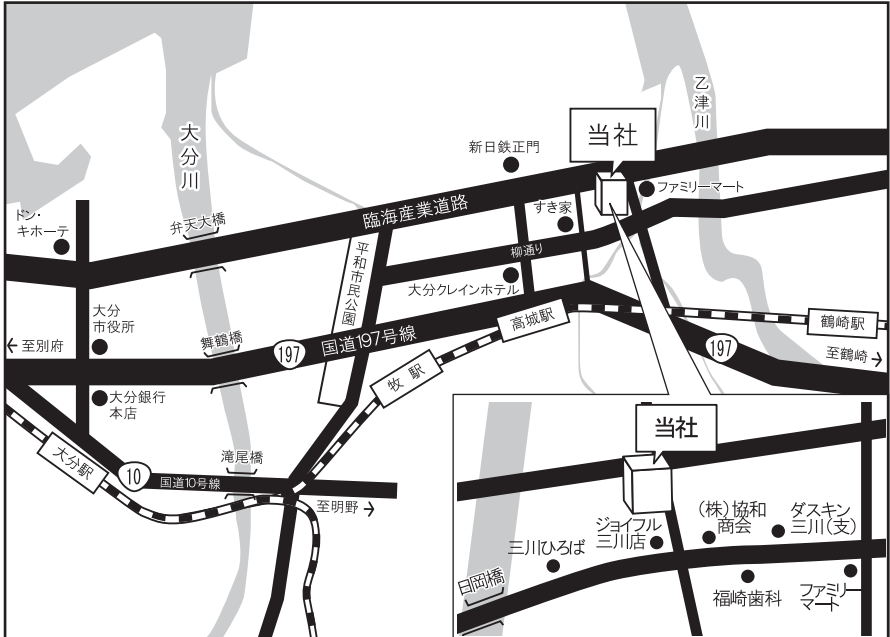 大分川
乙津川
新日鉄正門
当社
ファミリーマート
臨海産業道路
すき家
ドン・
キホーテ
弁天大橋
柳通り
平和市民公園
大分クレインホテル
大分
市役所
高城駅
鶴崎駅
舞鶴橋
国道197号線
197
197
←至別府
至鶴崎→
牧駅
大分銀行
本店
大分駅
滝尾橋
10
国道10号線
至明野→
当社
(株)協和
商会
ダスキン
三川(支)
ジョイフル
三川店
三川ひろば
日岡橋
福崎歯科
ファミリー
マート